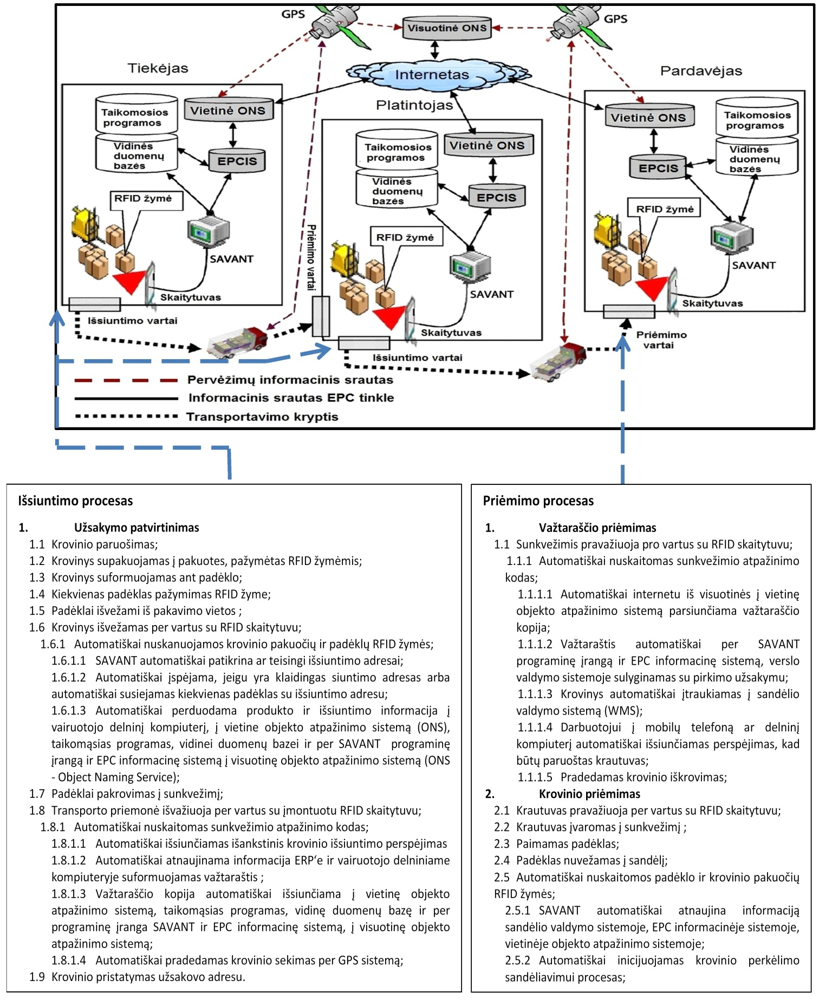 GPS
GPS
Visuotinė ONS
Internetas
Tiekėjas
Taikomosios
programos
Vietinė ONS
Vidinės
duomenų
bazės
EPCIS
RFID žymė
SAVANT
Skaitytuvas
Išsiuntimo vartai
Platintojas
Priėmimo vartai
Taikomosios
programos
Vietinė ONS
Vidinės
duomenų
bazės
EPCIS
RFID žymė
SAVANT
Skaitytuvas
Išsiuntimo vartai
Pardavėjas
Vietinė ONS
Taikomosios
programos
EPCIS
Vidinės
duomenų
bazės
RFID žymė
SAVANT
Skaitytuvas
Priėmimo
vartai
Pervėžimų informacinis srautas
Informacinis srautas EPC tinkle
Transportavimo kryptis
Išsiuntimo procesas
1. Užsakymo patvirtinimas
1.1 Krovinio paruošimas;
1.2 Krovinys supakuojamas į pakuotes, pažymėtas RFID žymėmis;
1.3 Krovinys suformuojamas ant padėklo;
1.4 Kiekvienas padėklas pažymimas RFID žyme;
1.5 Padėklai išvežami iš pakavimo vietos ;
1.6 Krovinys išvežamas per vartus su RFID skaitytuvu;
1.6.1 Automatiškai nuskanuojamos krovinio pakuočių ir padėklų RFID žymės;
1.6.1.1 SAVANT automatiškai patikrina ar teisingi išsiuntimo adresai;
1.6.1.2 Automatiškai įspėjama, jeigu yra klaidingas siuntimo adresas arba
automatiškai susiejamas kiekvienas padėklas su išsiuntimo adresu;
1.6.1.3 Automatiškai perduodama produkto ir išsiuntimo informacija į
vairuotojo delninį kompiuterį, į vietine objekto atpažinimo sistemą (ONS),
taikomąsias programas, vidinei duomenų bazei ir per SAVANT programinę
įrangą ir EPC informacinę sistemą į visuotinę objekto atpažinimo sistemą (ONS
- Object Naming Service);
1.7 Padėklai pakrovimas į sunkvežimį;
1.8 Transporto priemonė išvažiuoja per vartus su įmontuotu RFID skaitytuvu;
1.8.1 Automatiškai nuskaitomas sunkvežimio atpažinimo kodas;
1.8.1.1 Automatiškai išsiunčiamas išankstinis krovinio išsiuntimo perspėjimas
1.8.1.2 Automatiškai atnaujinama informacija ERP‘e ir vairuotojo delniniame
kompiuteryje suformuojamas važtaraštis ;
1.8.1.3 Važtaraščio kopija automatiškai išsiunčiama į vietinę objekto
atpažinimo sistemą, taikomąsias programas, vidinę duomenų bazę ir per
programinę įranga SAVANT ir EPC informacinę sistemą, į visuotinę objekto
atpažinimo sistemą;
1.8.1.4 Automatiškai pradedamas krovinio sekimas per GPS sistemą;
1.9 Krovinio pristatymas užsakovo adresu.
Priėmimo procesas
1. Važtaraščio priėmimas
1.1 Sunkvežimis pravažiuoja pro vartus su RFID skaitytuvu;
1.1.1 Automatiškai nuskaitomas sunkvežimio atpažinimo
kodas;
1.1.1.1 Automatiškai internetu iš visuotinės į vietinę
objekto atpažinimo sistemą parsiunčiama važtaraščio
kopija;
1.1.1.2 Važtaraštis automatiškai per SAVANT
programinę įrangą ir EPC informacinę sistemą, verslo
valdymo sistemoje sulyginamas su pirkimo užsakymu;
1.1.1.3 Krovinys automatiškai įtraukiamas į sandėlio
valdymo sistemą (WMS);
1.1.1.4 Darbuotojui į mobilų telefoną ar delninį
kompiuterį automatiškai išsiunčiamas perspėjimas, kad
būtų paruoštas krautuvas;
1.1.1.5 Pradedamas krovinio iškrovimas;
2. Krovinio priėmimas
2.1 Krautuvas pravažiuoja per vartus su RFID skaitytuvu;
2.2 Krautuvas įvaromas į sunkvežimį ;
2.3 Paimamas padėklas;
2.4 Padėklas nuvežamas į sandėlį;
2.5 Automatiškai nuskaitomos padėklo ir krovinio pakuočių
RFID žymės;
2.5.1 SAVANT automatiškai atnaujina informaciją
sandėlio valdymo sistemoje, EPC informacinėje sistemoje,
vietinėje objekto atpažinimo sistemoje;
2.5.2 Automatiškai inicijuojamas krovinio perkėlimo
sandėliavimui procesas;